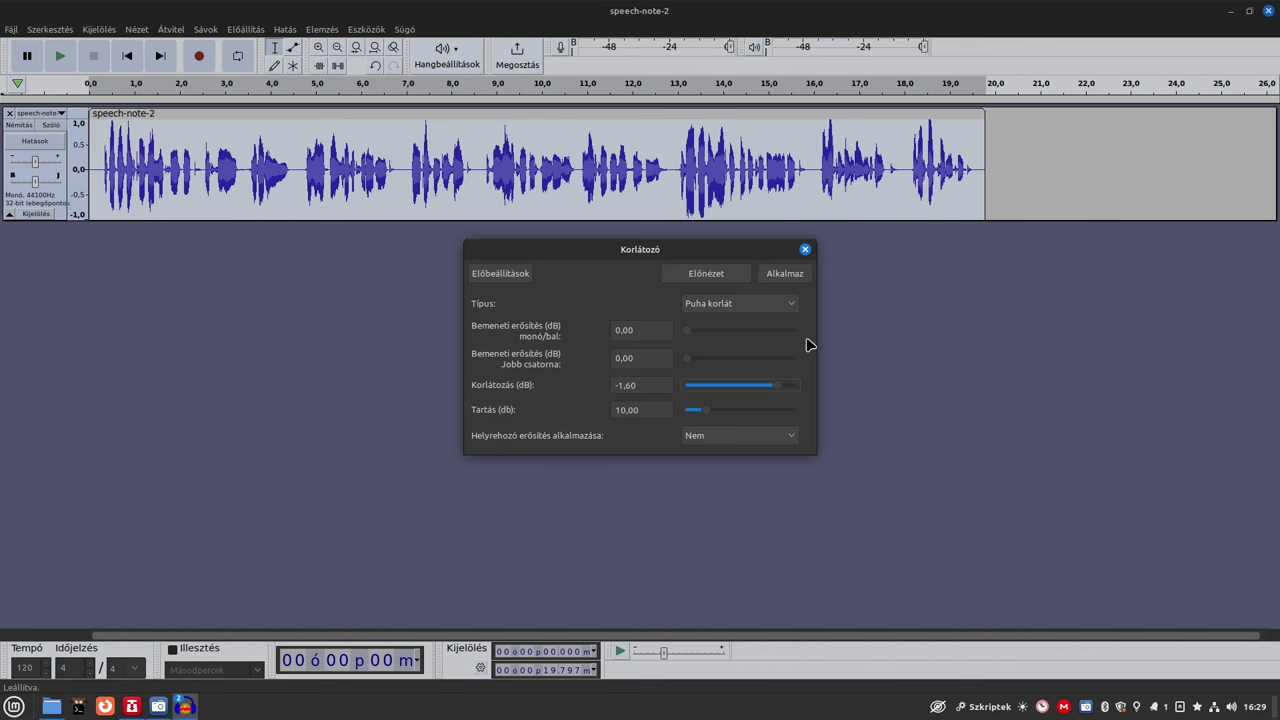 speech-note-2
Fájl Szerkesztés Kijelölés Nézet Átvitel Sávok Előállítás Hatás Elemzés Eszközök Súgó
B -48 -24 0 B -48 -24 0
J J
Hangbeállítások Megosztás
0,0 1,0 2,0 3,0 4,0 5,0 6,0 7,0 8,0 9,0 10,0 11,0 12,0 13,0 14,0 15,0 16,0 17,0 18,0 19,0 20,0 21,0 22,0 23,0 24,0 25,0 26,0
speech-note- 1,0 speech-note-2
Némítás Szóló
Hatások 0,5
- +
0,0
B J
-0,5
Monó, 44100Hz
32-bit lebegőpontos
Kijelölés -1,0
Korlátozó
Előbeállítások Előnézet Alkalmaz
Típus: Puha korlát
Bemeneti erősítés (dB)
monó/bal: 0,00
Bemeneti erősítés (dB)
Jobb csatorna: 0,00
Korlátozás (dB): -1,60
Tartás (db): 10,00
Helyrehozó erősítés alkalmazása: Nem
Tempó Időjelzés Illesztés Kijelölés
120 4 / 4 Másodpercek 00 ó 00 p 00 m
00 ó 00 p 00.000 m
00 ó 00 p 19.797 m
- +
Leállítva.
2 Szkriptek 1 16:29